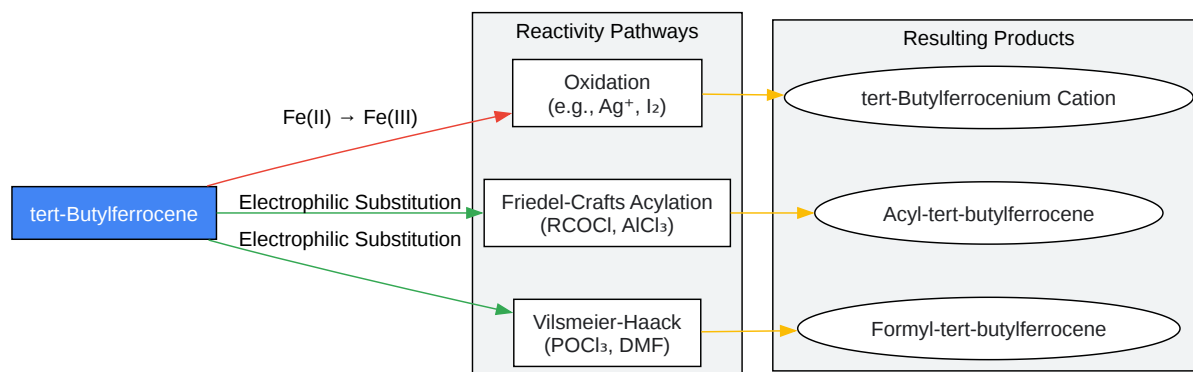 Reactivity Pathways
Resulting Products
Oxidation
(e.g., Ag⁺, I₂)
tert-Butylferrocenium Cation
Fe(II) → Fe(III)
tert-Butylferrocene
Electrophilic Substitution
Friedel-Crafts Acylation
(RCOCl, AlCl₃)
Acyl-tert-butylferrocene
Electrophilic Substitution
Vilsmeier-Haack
(POCl₃, DMF)
Formyl-tert-butylferrocene